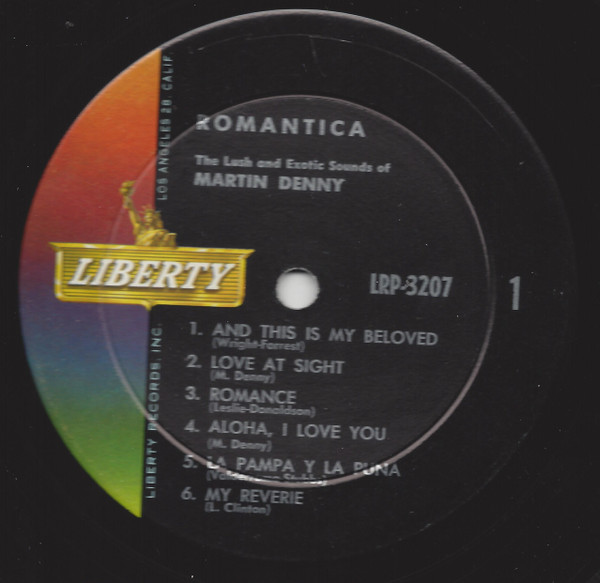 ROMANTICA
The Lush and Exotic Sounds of
MARTIN DENNY
LOS ANGELES 28, CALIF.
LIBERTY
LRP-3207
1
1. AND THIS IS MY BELOVED
(Wright-Forrest)
2. LOVE AT SIGHT
(M. Denny)
3. ROMANCE
(Leslie-Donaldson)
4. ALOHA, I LOVE YOU
(M. Denny)
5. LA PAMPA Y LA PUNA
6. MY REVERIE
(L. Clinton)
LIBERTY RECORDS, INC.